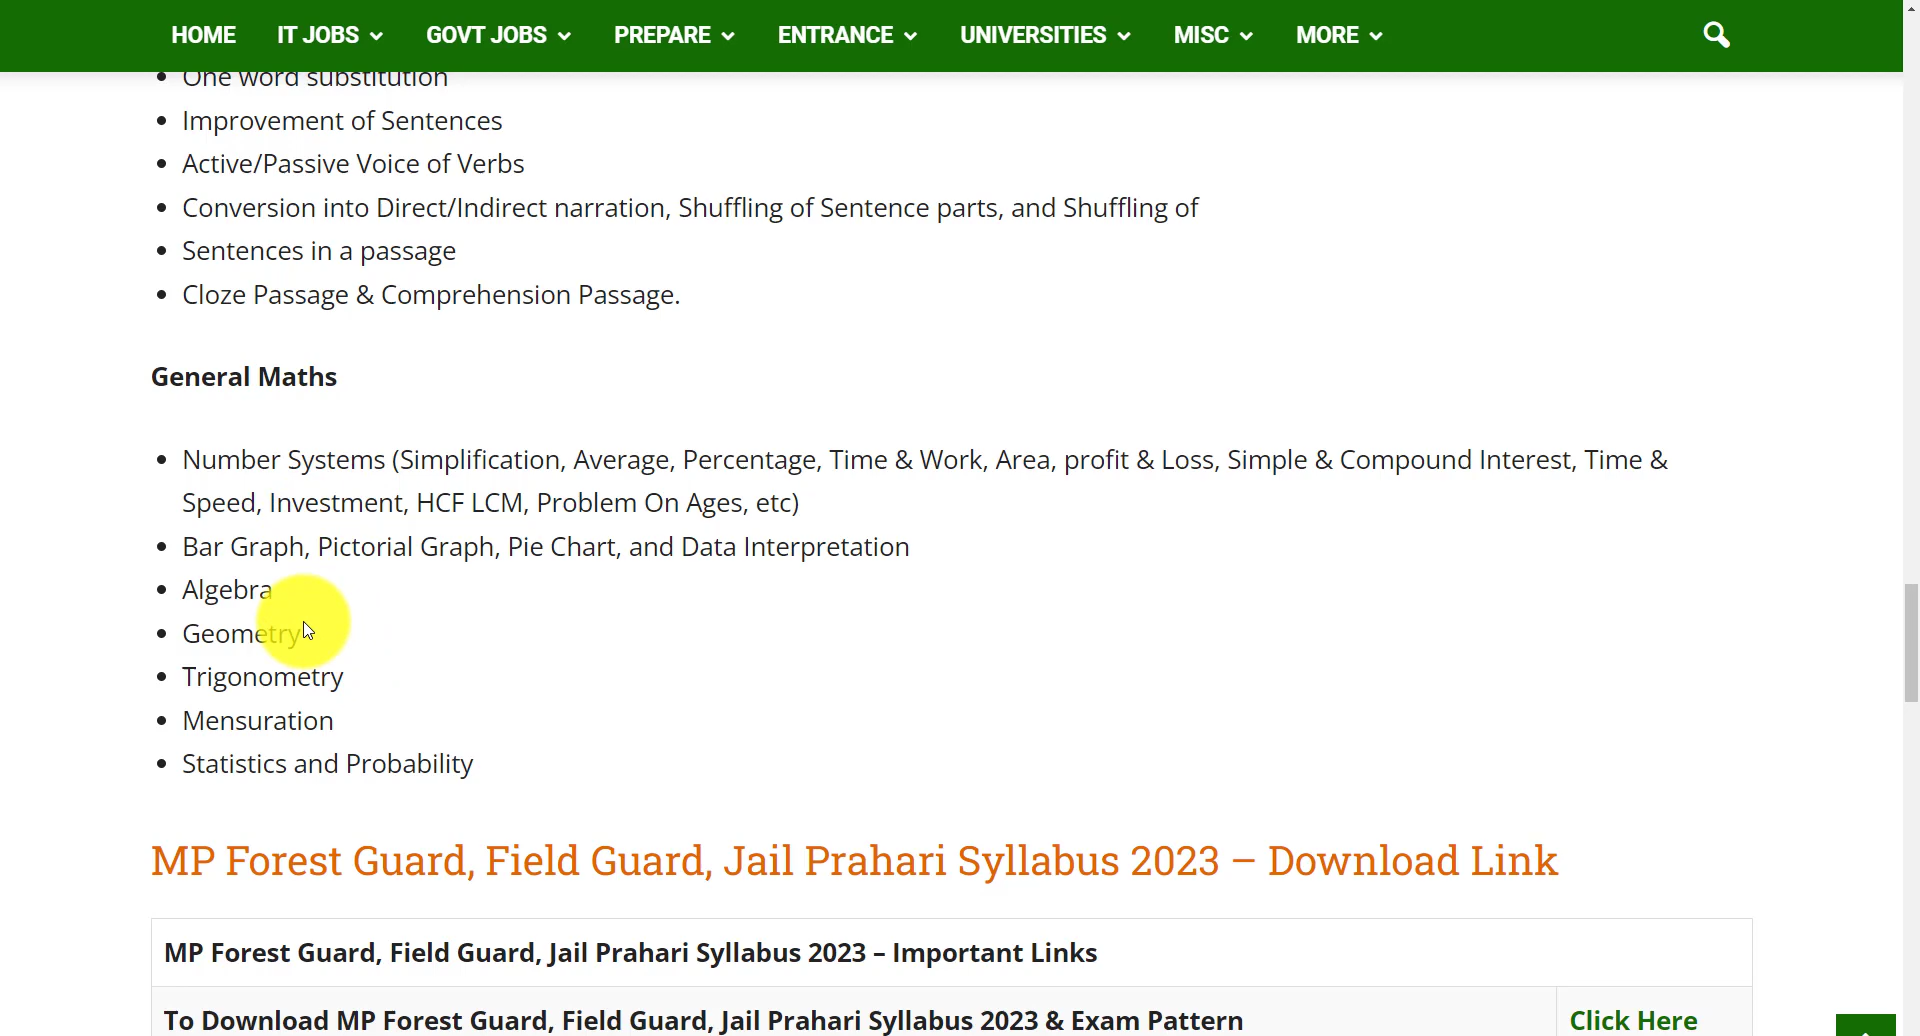 HOME IT JOBS GOVT JOBS PREPARE ENTRANCE UNIVERSITIES MISC MORE
One word substitution
Improvement of Sentences
Active/Passive Voice of Verbs
Conversion into Direct/Indirect narration, Shuffling of Sentence parts, and Shuffling of
Sentences in a passage
Cloze Passage & Comprehension Passage.
General Maths
Number Systems (Simplification, Average, Percentage, Time & Work, Area, profit & Loss, Simple & Compound Interest, Time &
Speed, Investment, HCF LCM, Problem On Ages, etc)
Bar Graph, Pictorial Graph, Pie Chart, and Data Interpretation
Algebra
Geometry
Trigonometry
Mensuration
Statistics and Probability
MP Forest Guard, Field Guard, Jail Prahari Syllabus 2023 – Download Link
MP Forest Guard, Field Guard, Jail Prahari Syllabus 2023 – Important Links
To Download MP Forest Guard, Field Guard, Jail Prahari Syllabus 2023 & Exam Pattern Click Here